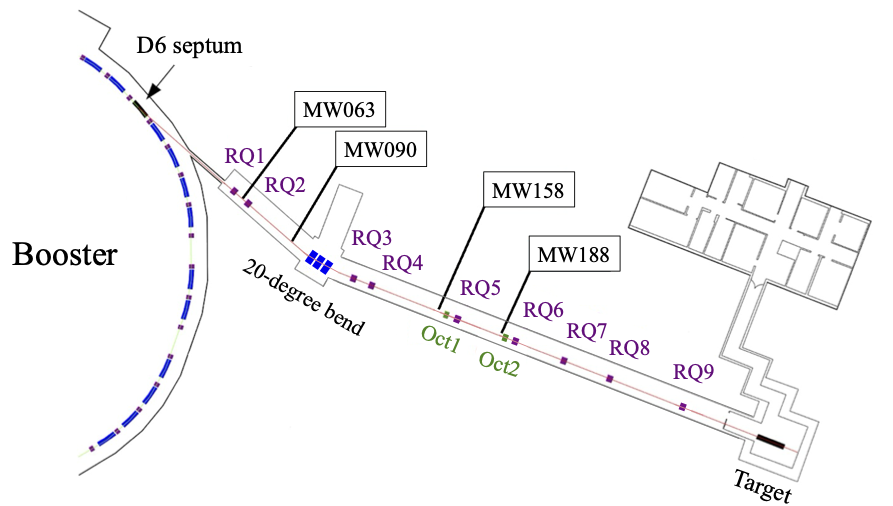 D6 septum
MW063
MW090
RQ1
RQ2
MW158
RQ3
MW188
Booster
RQ4
20-degree bend
RQ5
RQ6
Oct1
RQ7
Oct2
RQ8
RQ9
Target